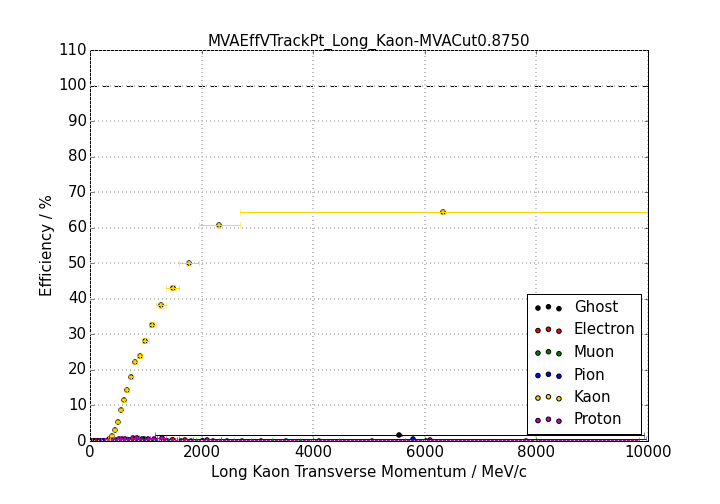 MVAEffVTrackPt_Long_Kaon-MVACut0.8750
110
100
90
80
70
60
50
40
30
20
10
0
Efficiency / %
Ghost
Electron
Muon
Pion
Kaon
Proton
0 2000 4000 6000 8000 10000
Long Kaon Transverse Momentum / MeV/c